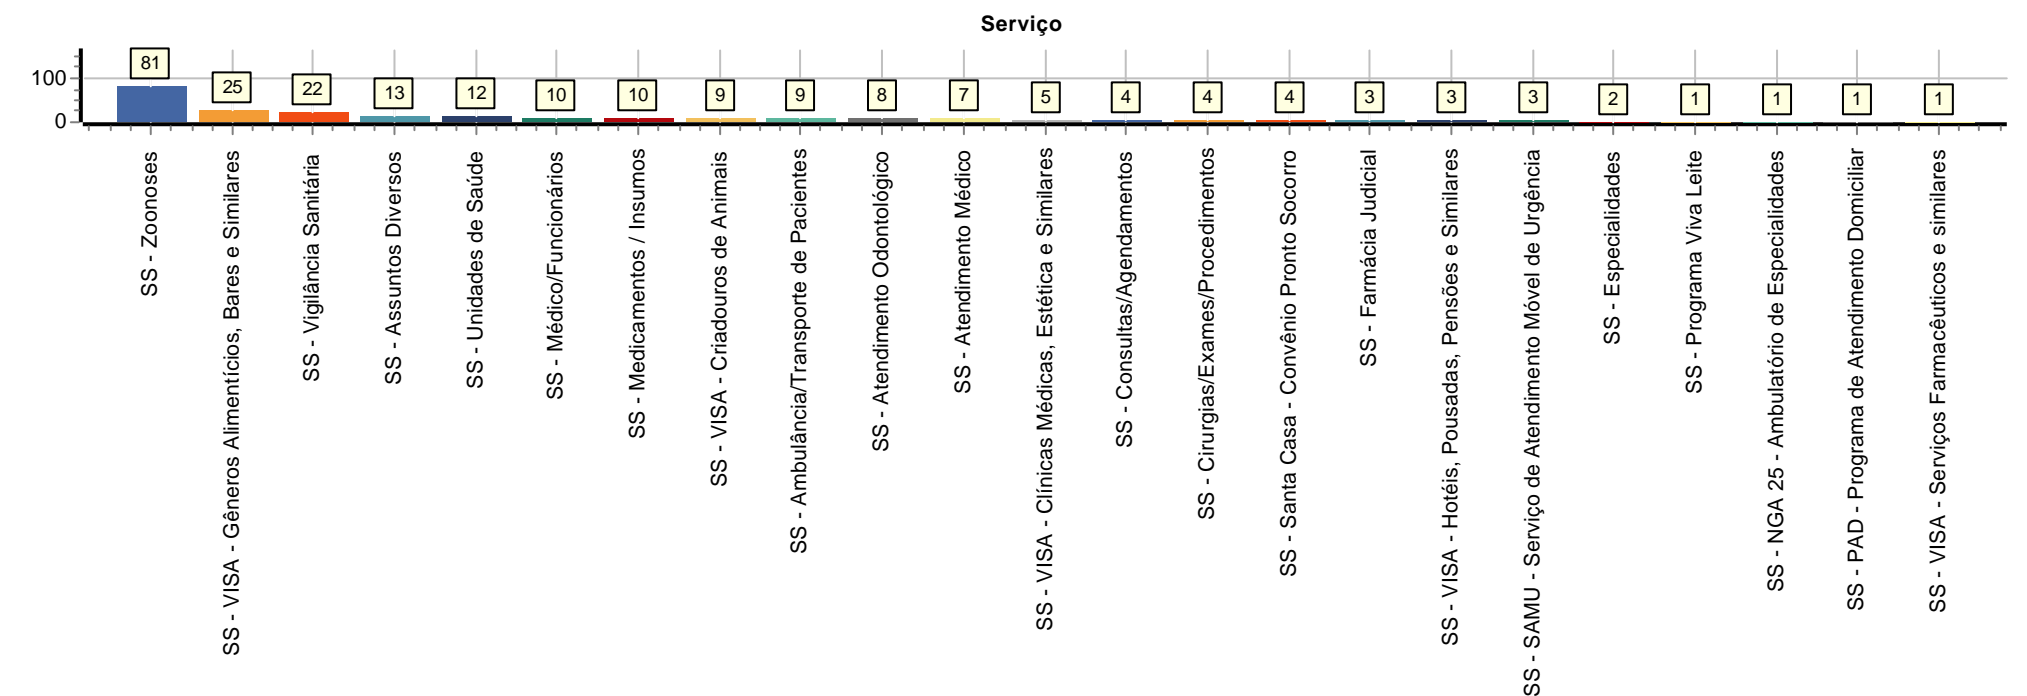 Serviço
100
0
81
25
22
13
12
10
10
9
9
8
7
5
4
4
4
3
3
3
2
1
1
1
1
SS - Zoonoses
SS - VISA - Gêneros Alimentícios, Bares e Similares
SS - Vigilância Sanitária
SS - Assuntos Diversos
SS - Unidades de Saúde
SS - Médico/Funcionários
SS - Medicamentos / Insumos
SS - VISA - Criadouros de Animais
SS - Ambulância/Transporte de Pacientes
SS - Atendimento Odontológico
SS - Atendimento Médico
SS - VISA - Clínicas Médicas, Estética e Similares
SS - Consultas/Agendamentos
SS - Cirurgias/Exames/Procedimentos
SS - Santa Casa - Convênio Pronto Socorro
SS - Farmácia Judicial
SS - VISA - Hotéis, Pousadas, Pensões e Similares
SS - SAMU - Serviço de Atendimento Móvel de Urgência
SS - Especialidades
SS - Programa Viva Leite
SS - NGA 25 - Ambulatório de Especialidades
SS - PAD - Programa de Atendimento Domiciliar
SS - VISA - Serviços Farmacêuticos e similares